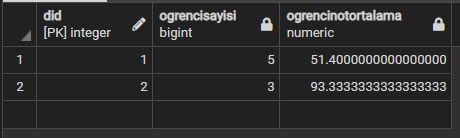 did ogrencisayisi ogrencinotortalama
[PK] integer bigint numeric
1 1 5 51.4000000000000000
2 2 3 93.3333333333333333